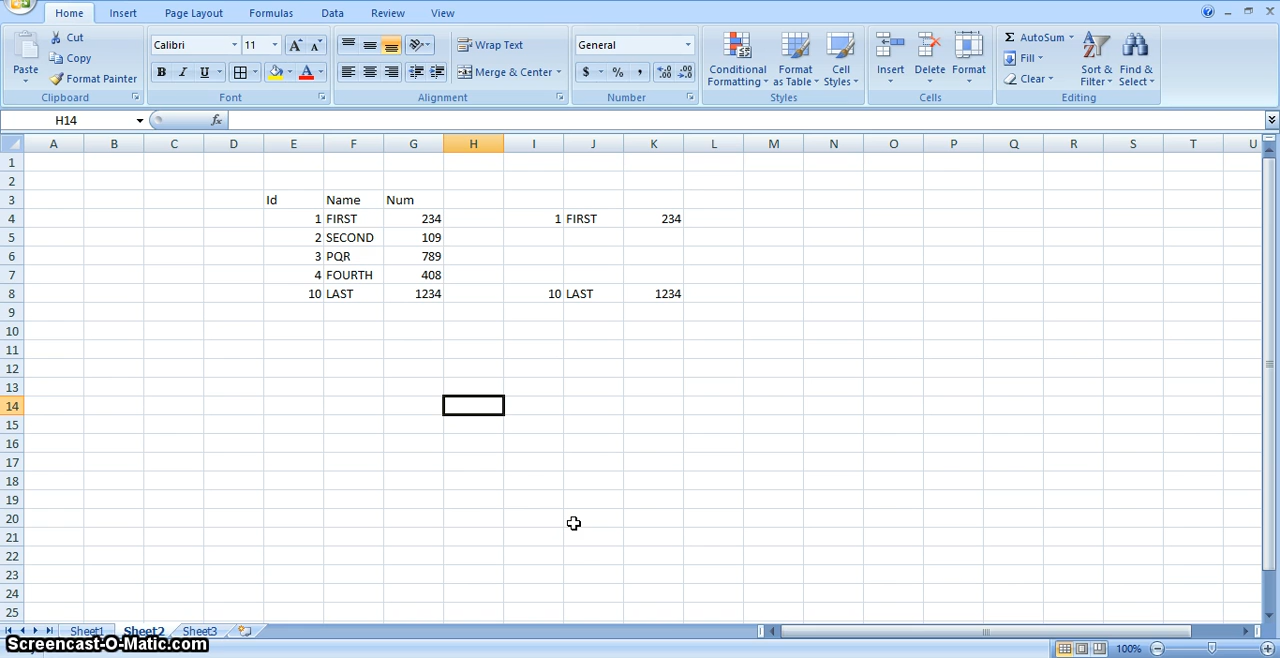 Home Insert Page Layout Formulas Data Review View
Cut
Copy
Format Painter
Paste
Clipboard
Calibri 11
B I U
Font
Wrap Text
Merge & Center
Alignment
General
$ % ,
Number
Conditional Formatting
Format as Table
Cell Styles
Styles
Insert Delete Format
Cells
AutoSum
Fill
Clear
Sort & Filter
Find & Select
Editing
H14 fx
A B C D E F G H I J K L M N O P Q R S T U
1
2
3 Id Name Num
4 1 FIRST 234 1 FIRST 234
5 2 SECOND 109
6 3 PQR 789
7 4 FOURTH 408
8 10 LAST 1234 10 LAST 1234
9
10
11
12
13
14
15
16
17
18
19
20
21
22
23
24
25
Sheet1 Sheet2 Sheet3
Screencast-O-Matic.com
100%